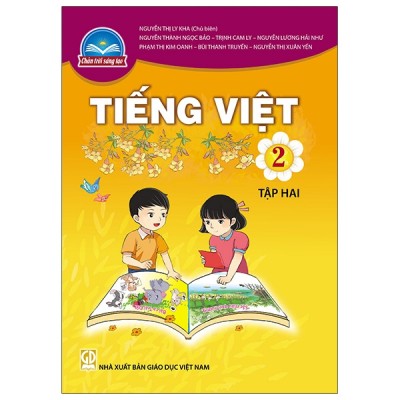 NGUYỄN THỊ LY KHA (Chủ biên)
NGUYỄN THÀNH NGỌC BẢO – TRỊNH CAM LY – NGUYỄN LƯƠNG HẢI NHƯ
PHẠM THỊ KIM OANH – BÙI THANH TRUYỀN – NGUYỄN THỊ XUÂN YẾN
Chân trời sáng tạo
TIẾNG VIỆT
2
TẬP HAI
GD
NHÀ XUẤT BẢN GIÁO DỤC VIỆT NAM